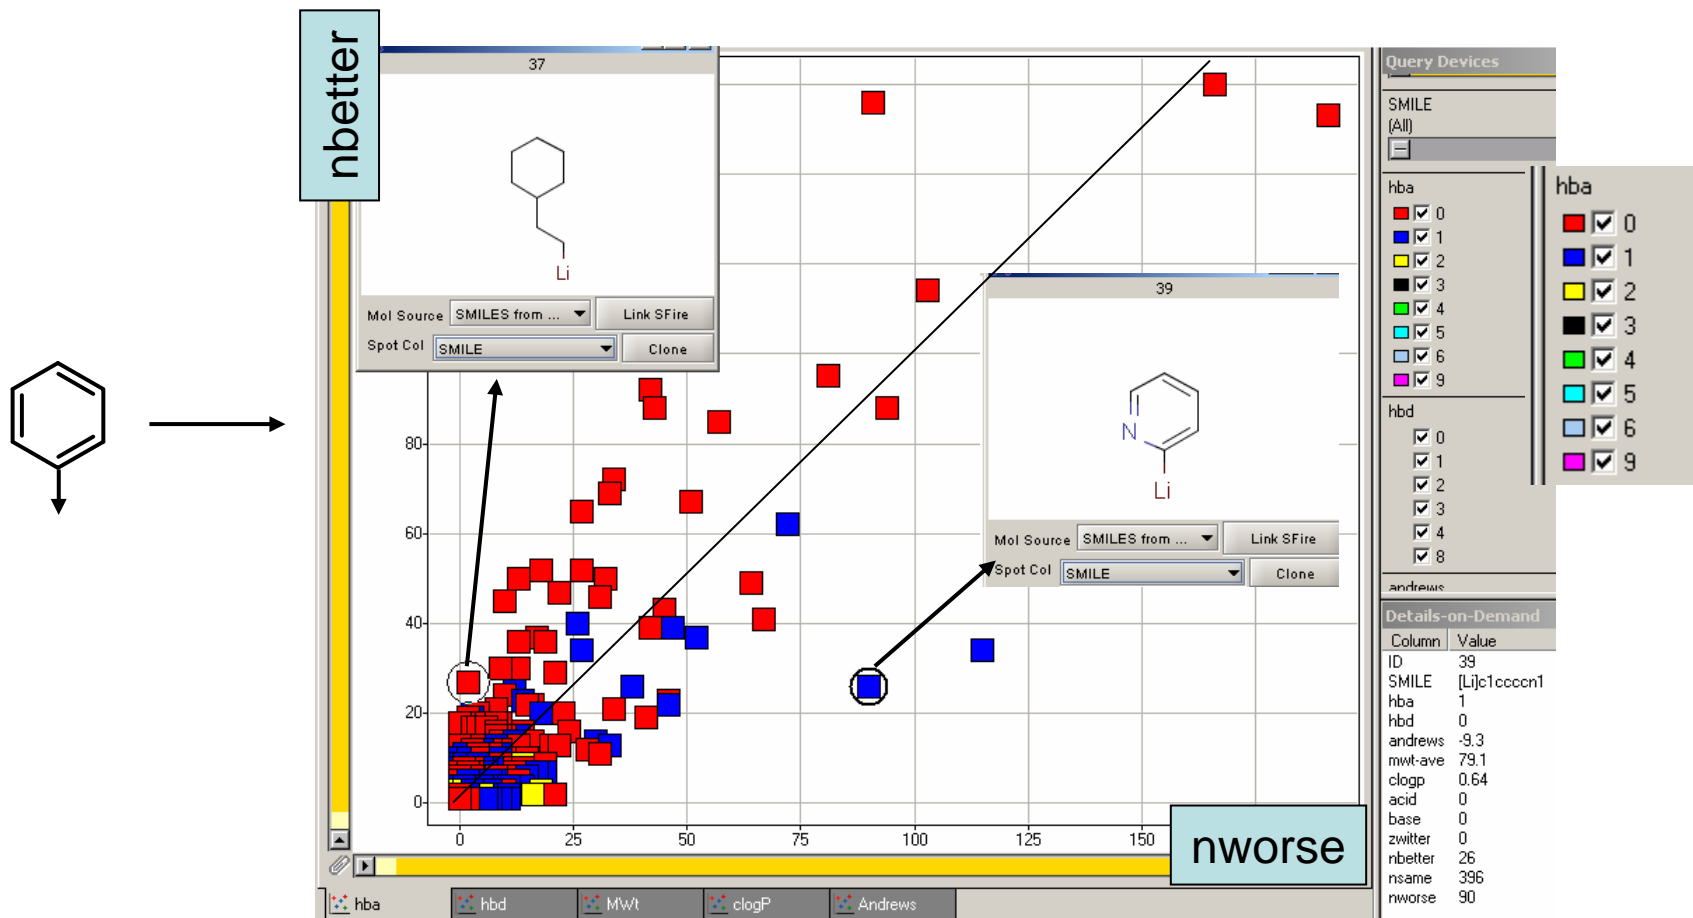 nbetter
37
Li
Mol Source SMILES from ... Link SFire
Spot Col SMILE Clone
39
N
Li
Mol Source SMILES from ... Link SFire
Spot Col SMILE Clone
80
60
40
20
0
0 25 50 75 100 125 150
nworse
hba hbd MWt clogP Andrews
Query Devices
SMILE
(All)
hba
0
1
2
3
4
5
6
9
hbd
0
1
2
3
4
8
andrews
hba
0
1
2
3
4
5
6
9
Details-on-Demand
Column Value
ID 39
SMILE [Li]c1ccccn1
hba 1
hbd 0
andrews -9.3
mwt-ave 79.1
clogp 0.64
acid 0
base 0
zwitter 0
nbetter 26
nsame 396
nworse 90